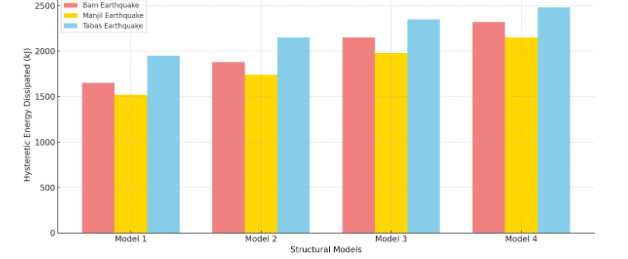 2500
Bam Earthquake
Manjil Earthquake
Tabas Earthquake
2000
1500
1000
500
0
Hysteretic Energy Dissipated (kJ)
Model 1 Model 2 Model 3 Model 4
Structural Models